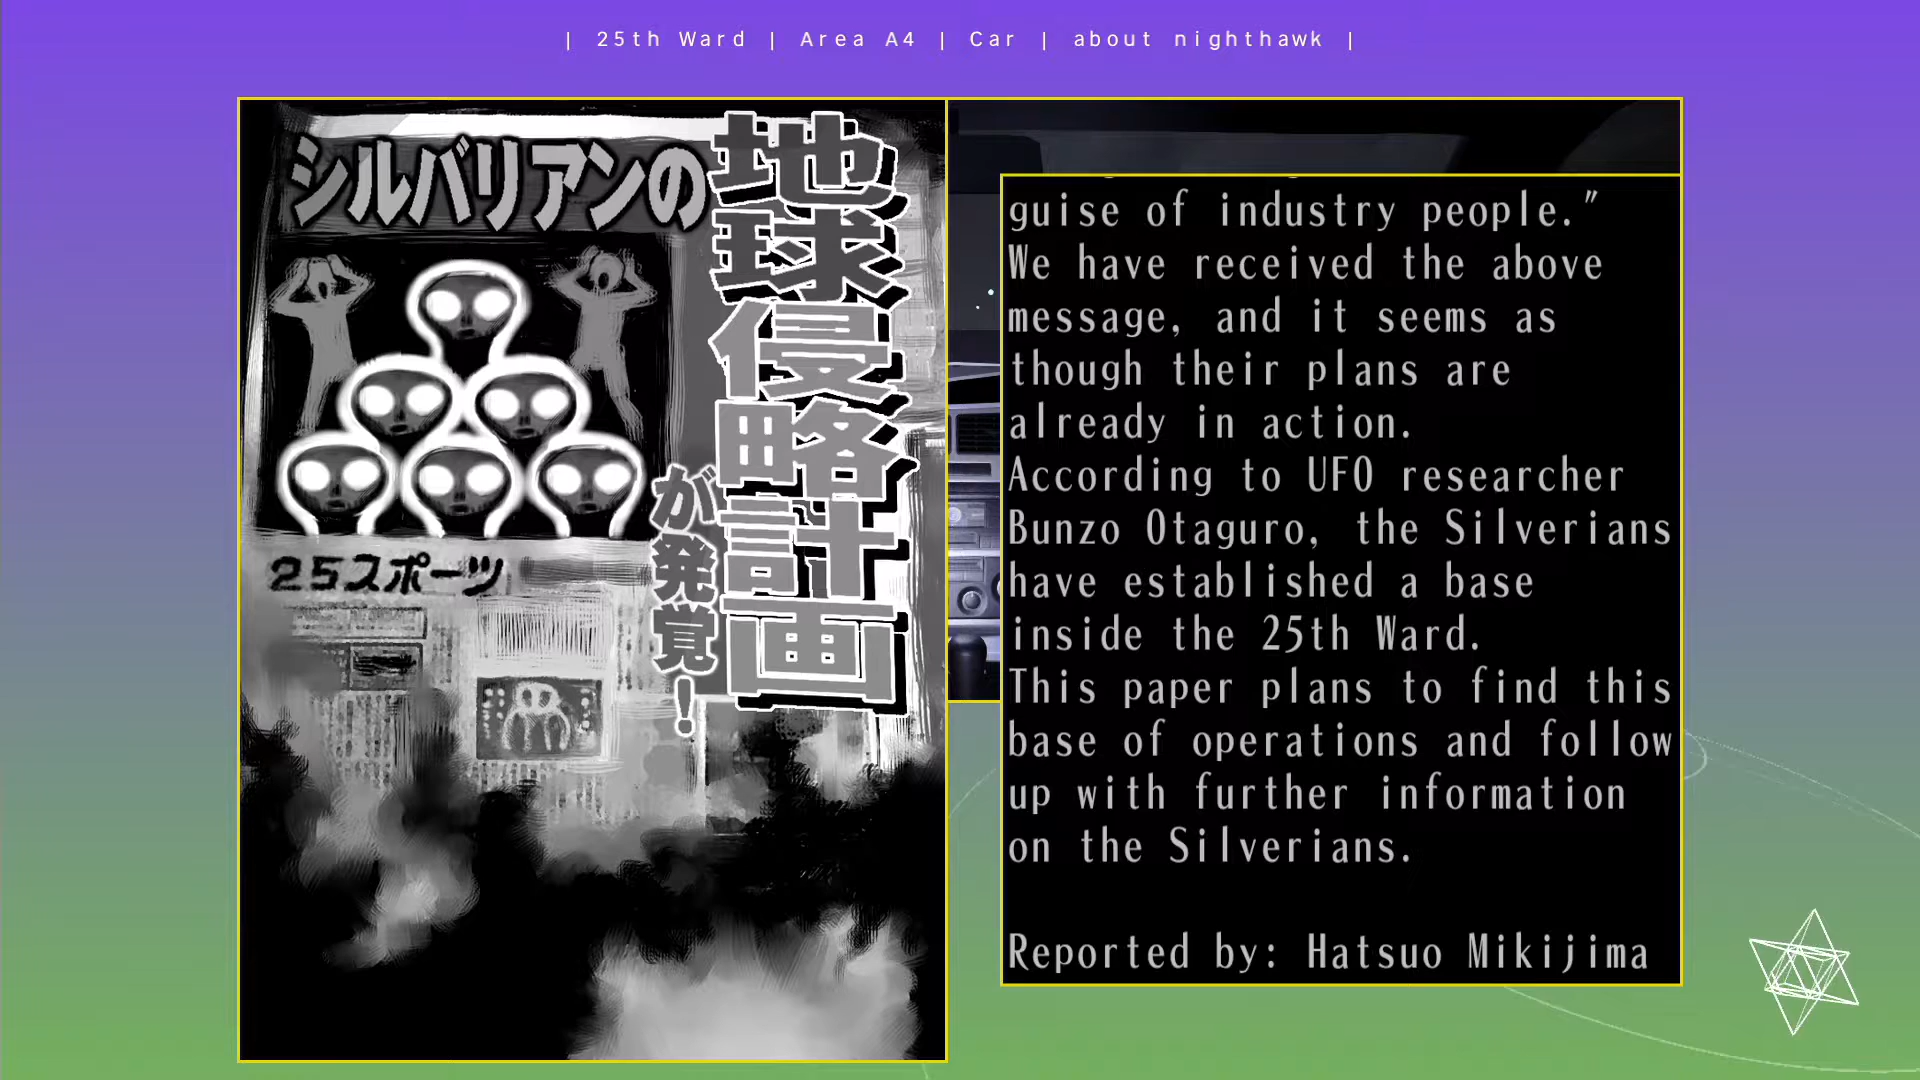 | 25th Ward | Area A4 | Car | about nighthawk |
シルバリアンの
地球侵略計画
が発覚！
25スポーツ
guise of industry people."
We have received the above
message, and it seems as
though their plans are
already in action.
According to UFO researcher
Bunzo Otaguro, the Silverians
have established a base
inside the 25th Ward.
This paper plans to find this
base of operations and follow
up with further information
on the Silverians.
Reported by: Hatsuo Mikijima